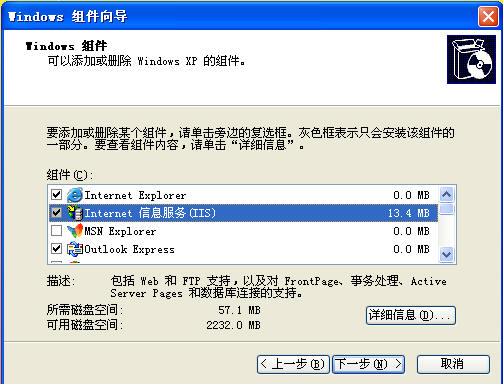 Windows 组件向导
Windows 组件
可以添加或删除 Windows XP 的组件。
要添加或删除某个组件，请单击旁边的复选框。灰色框表示只会安装该组件的
一部分。要查看组件内容，请单击“详细信息”。
组件(C):
Internet Explorer 0.0 MB
Internet 信息服务(IIS) 13.4 MB
MSN Explorer 0.0 MB
Outlook Express 0.0 MB
描述: 包括 Web 和 FTP 支持，以及对 FrontPage、事务处理、Active
Server Pages 和数据库连接的支持。
所需磁盘空间: 57.1 MB
可用磁盘空间: 2232.0 MB
详细信息(D)...
< 上一步(B) 下一步(N) > 取消